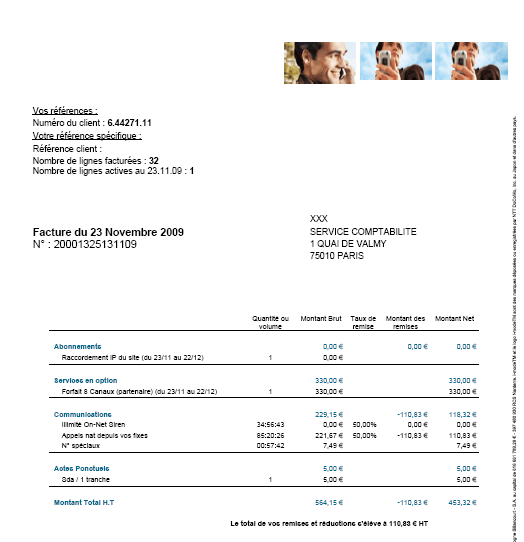 Vos références :
Numéro du client : 6.44271.11
Votre référence spécifique :
Référence client :
Nombre de lignes facturées : 32
Nombre de lignes actives au 23.11.09 : 1
XXX
Facture du 23 Novembre 2009
N° : 20001325131109
SERVICE COMPTABILITE
1 QUAI DE VALMY
75010 PARIS
Quantité ou volume Montant Brut Taux de remise Montant des remises Montant Net
Abonnements 0,00 € 0,00 € 0,00 €
Raccordement IP du site (du 23/11 au 22/12) 1 0,00 €
Services en option 330,00 € 330,00 €
Forfait 8 Canaux (partenaire) (du 23/11 au 22/12) 1 330,00 € 330,00 €
Communications 229,15 € -110,83 € 118,32 €
Illimité On-Net Siren 34:56:43 0,00 € 50,00% 0,00 € 0,00 €
Appels nat depuis vos fixes 85:20:26 221,67 € 50,00% -110,83 € 110,83 €
N° spéciaux 00:57:42 7,49 € 7,49 €
Actes Ponctuels 5,00 € 5,00 €
Sda / 1 tranche 1 5,00 € 5,00 €
Montant Total H.T 564,15 € -110,83 € 453,32 €
Le total de vos remises et réductions s'élève à 110,83 € HT